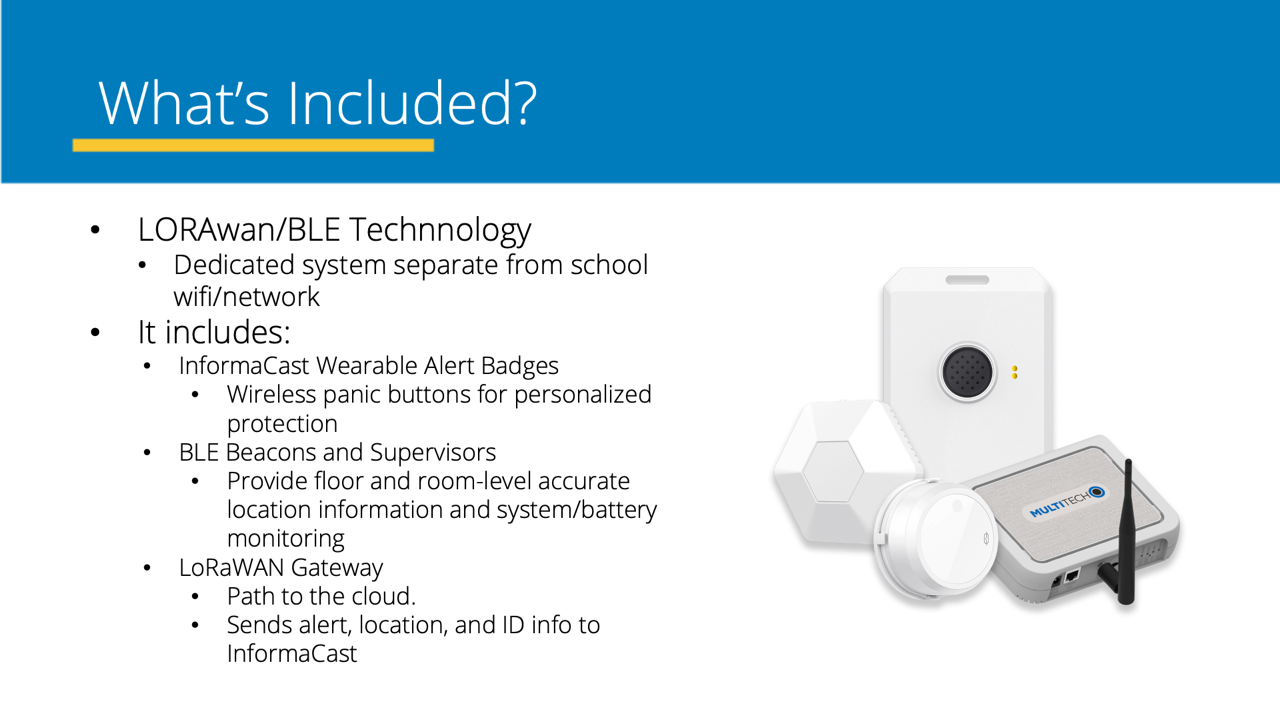 What’s Included?
• LORAwan/BLE Technnology
• Dedicated system separate from school
wifi/network
• It includes:
• InformaCast Wearable Alert Badges
• Wireless panic buttons for personalized
protection
• BLE Beacons and Supervisors
• Provide floor and room-level accurate
location information and system/battery
monitoring
• LoRaWAN Gateway
• Path to the cloud.
• Sends alert, location, and ID info to
InformaCast
MULTITECH